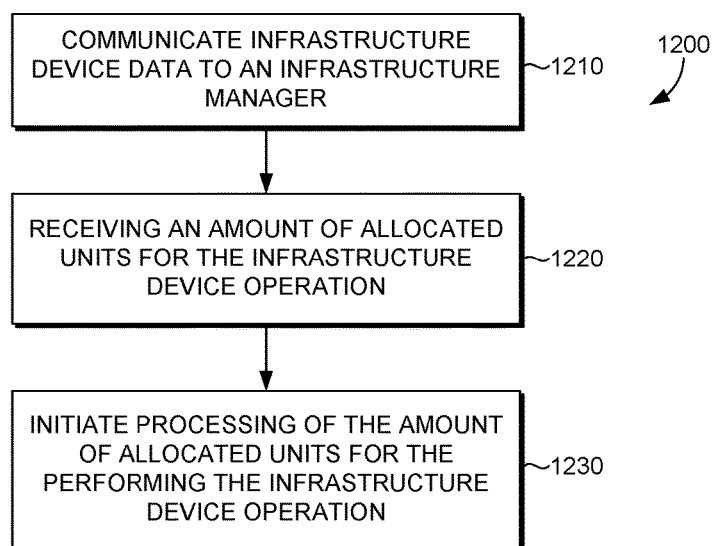 COMMUNICATE INFRASTRUCTURE
DEVICE DATA TO AN INFRASTRUCTURE
MANAGER
1210
1200
RECEIVING AN AMOUNT OF ALLOCATED
UNITS FOR THE INFRASTRUCTURE
DEVICE OPERATION
1220
INITIATE PROCESSING OF THE AMOUNT
OF ALLOCATED UNITS FOR THE
PERFORMING THE INFRASTRUCTURE
DEVICE OPERATION
1230